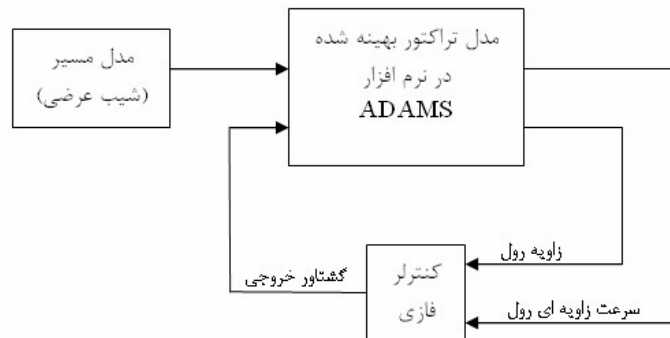 مدل مسیر
(شیب عرضی)
مدل تراکتور بهینه شده
در نرم افزار
ADAMS
زاویه رول
گشتاور خروجی
کنترلر
فازی
سرعت زاویه ای رول